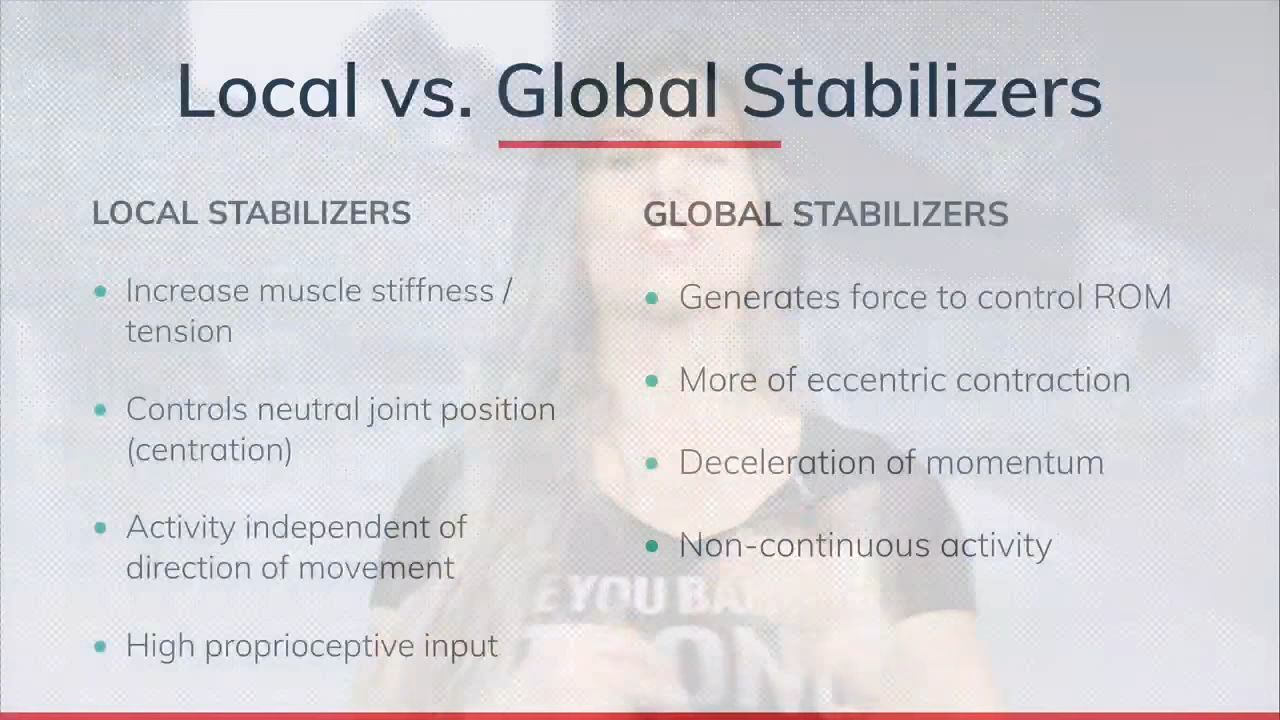 Local vs. Global Stabilizers
LOCAL STABILIZERS
• Increase muscle stiffness /
tension
• Controls neutral joint position
(centration)
• Activity independent of
direction of movement
• High proprioceptive input
GLOBAL STABILIZERS
• Generates force to control ROM
• More of eccentric contraction
• Deceleration of momentum
• Non-continuous activity
YOU